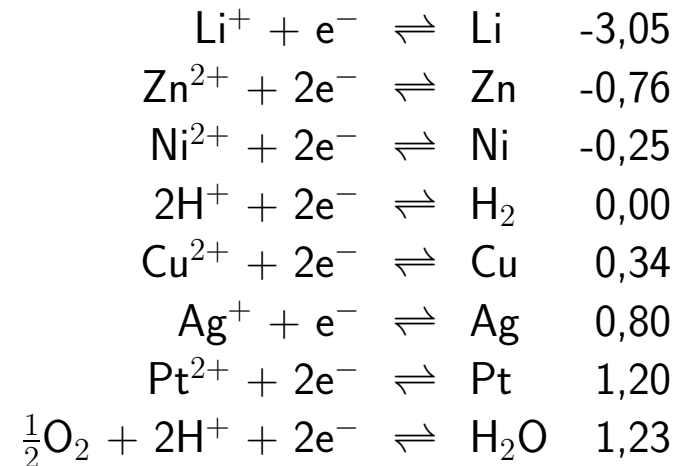 Li⁺ + e⁻ ⇌ Li -3,05
Zn²⁺ + 2e⁻ ⇌ Zn -0,76
Ni²⁺ + 2e⁻ ⇌ Ni -0,25
2H⁺ + 2e⁻ ⇌ H₂ 0,00
Cu²⁺ + 2e⁻ ⇌ Cu 0,34
Ag⁺ + e⁻ ⇌ Ag 0,80
Pt²⁺ + 2e⁻ ⇌ Pt 1,20
½O₂ + 2H⁺ + 2e⁻ ⇌ H₂O 1,23